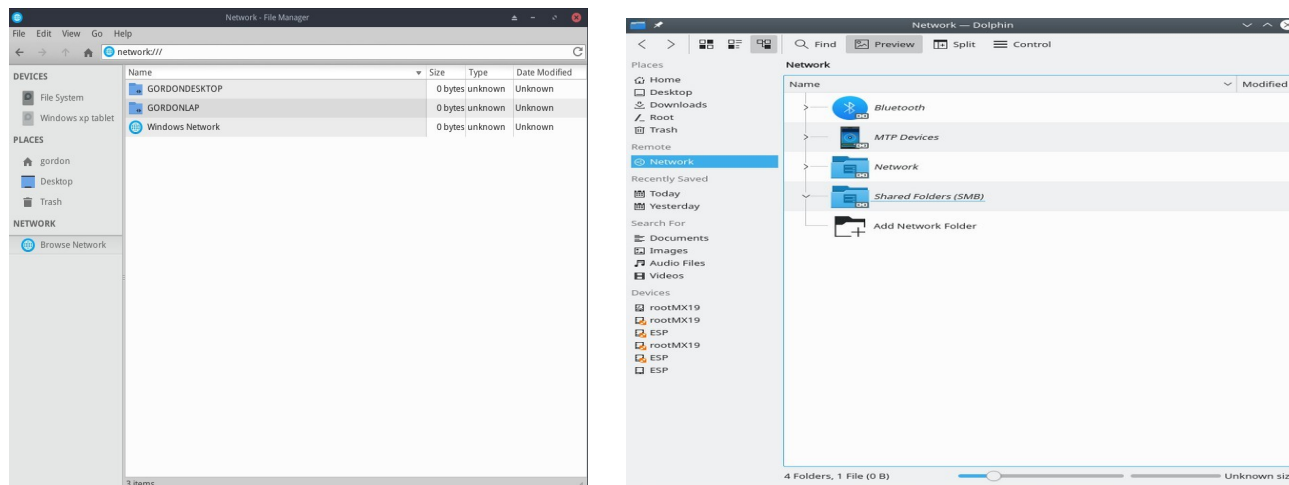 Network - File Manager
File Edit View Go Help
network:///
DEVICES
File System
Windows xp tablet
PLACES
gordon
Desktop
Trash
NETWORK
Browse Network
Name Size Type Date Modified
GORDONDESKTOP 0 bytes unknown Unknown
GORDONLAP 0 bytes unknown Unknown
Windows Network 0 bytes unknown Unknown
3 items
Network — Dolphin
Find Preview Split Control
Places
Home
Desktop
Downloads
Root
Trash
Remote
Network
Recently Saved
Today
Yesterday
Search For
Documents
Images
Audio Files
Videos
Devices
rootMX19
rootMX19
ESP
rootMX19
ESP
ESP
Network
Name Modified
Bluetooth
MTP Devices
Network
Shared Folders (SMB)
Add Network Folder
4 Folders, 1 File (0 B) Unknown siz